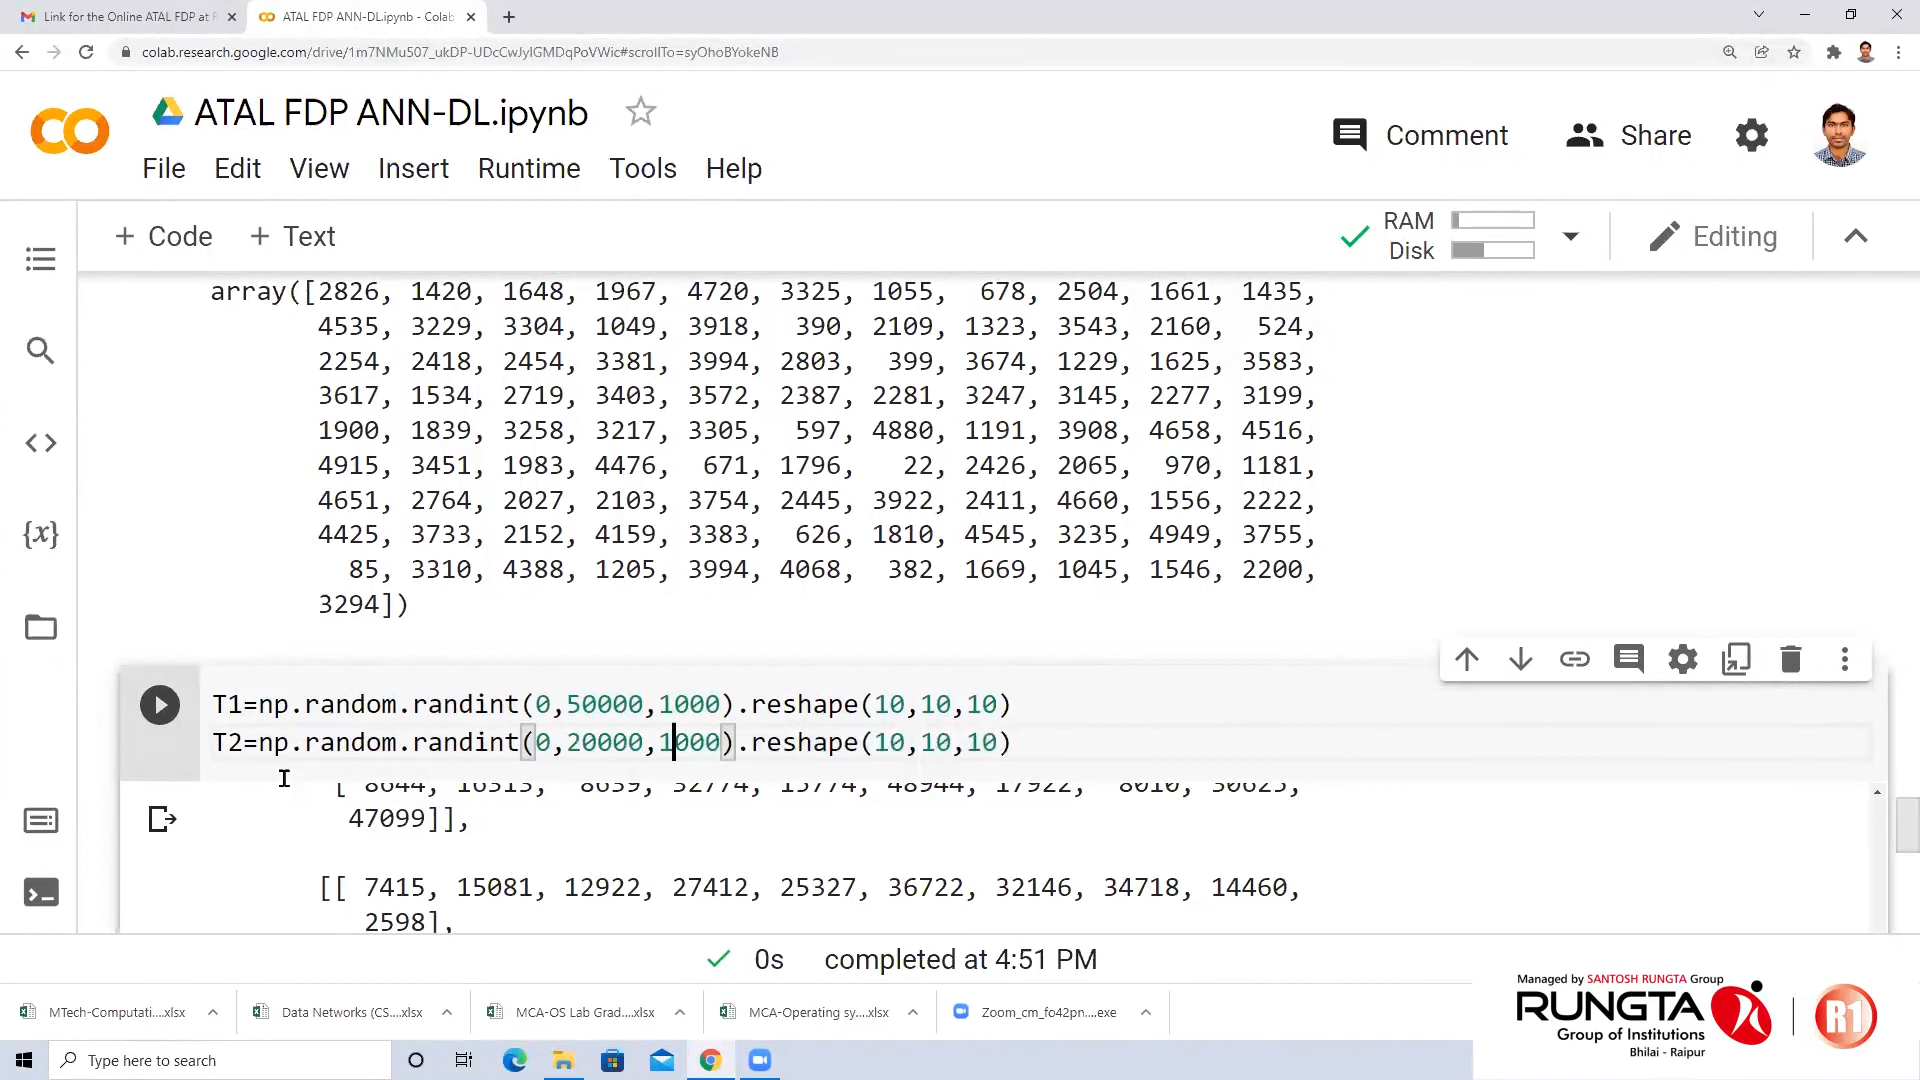 Link for the Online ATAL FDP at
ATAL FDP ANN-DL.ipynb - Colab
colab.research.google.com/drive/1m7NMu507_ukDP-UDcCwJyIGMDqPoVWic#scrollTo=syOhoBYokeNB
ATAL FDP ANN-DL.ipynb
Comment
Share
File Edit View Insert Runtime Tools Help
+ Code + Text
RAM
Disk
Editing
array([2826, 1420, 1648, 1967, 4720, 3325, 1055, 678, 2504, 1661, 1435,
4535, 3229, 3304, 1049, 3918, 390, 2109, 1323, 3543, 2160, 524,
2254, 2418, 2454, 3381, 3994, 2803, 399, 3674, 1229, 1625, 3583,
3617, 1534, 2719, 3403, 3572, 2387, 2281, 3247, 3145, 2277, 3199,
1900, 1839, 3258, 3217, 3305, 597, 4880, 1191, 3908, 4658, 4516,
4915, 3451, 1983, 4476, 671, 1796, 22, 2426, 2065, 970, 1181,
4651, 2764, 2027, 2103, 3754, 2445, 3922, 2411, 4660, 1556, 2222,
4425, 3733, 2152, 4159, 3383, 626, 1810, 4545, 3235, 4949, 3755,
85, 3310, 4388, 1205, 3994, 4068, 382, 1669, 1045, 1546, 2200,
3294])
T1=np.random.randint(0,50000,1000).reshape(10,10,10)
T2=np.random.randint(0,20000,1000).reshape(10,10,10)
[ 8644, 16313, 8639, 32774, 15774, 48944, 17922, 8010, 30625,
47099]],
[[ 7415, 15081, 12922, 27412, 25327, 36722, 32146, 34718, 14460,
2598],
0s completed at 4:51 PM
MTech-Computati....xlsx
Data Networks (CS....xlsx
MCA-OS Lab Grad....xlsx
MCA-Operating sy....xlsx
Zoom_cm_fo42pn....exe
Type here to search
Managed by SANTOSH RUNGTA Group
RUNGTA
Group of Institutions
Bhilai - Raipur
R1